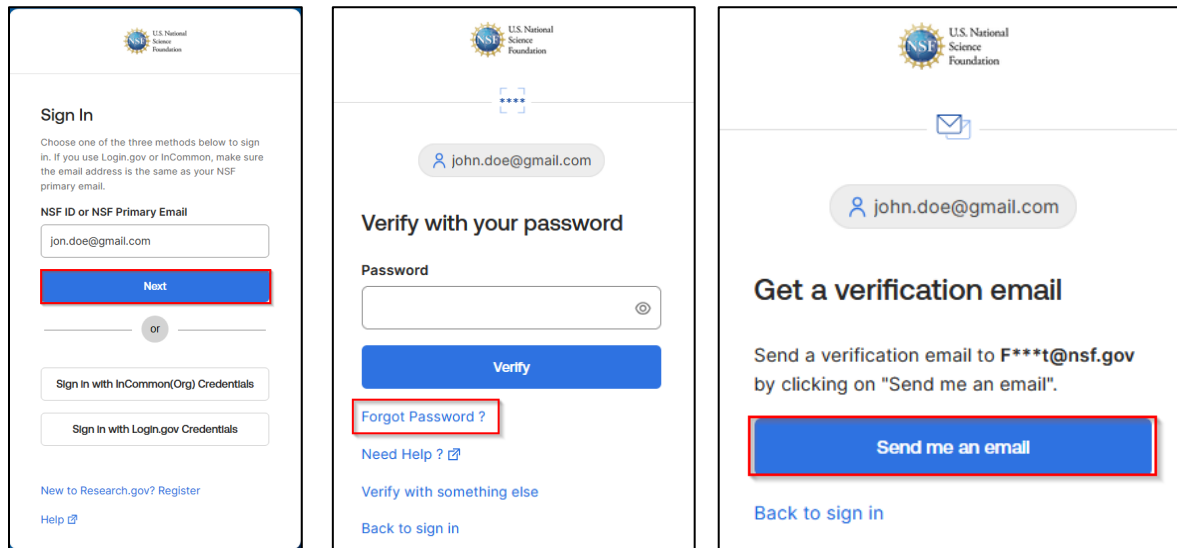 U.S. National
Science
Foundation
NSF
Sign In
Choose one of the three methods below to sign
in. If you use Login.gov or InCommon, make sure
the email address is the same as your NSF
primary email.
NSF ID or NSF Primary Email
jon.doe@gmail.com
Next
or
Sign in with InCommon(Org) Credentials
Sign in with Login.gov Credentials
New to Research.gov? Register
Help
U.S. National
Science
Foundation
NSF
****
john.doe@gmail.com
Verify with your password
Password
Verify
Forgot Password ?
Need Help ?
Verify with something else
Back to sign in
U.S. National
Science
Foundation
NSF
john.doe@gmail.com
Get a verification email
Send a verification email to F***t@nsf.gov
by clicking on "Send me an email".
Send me an email
Back to sign in